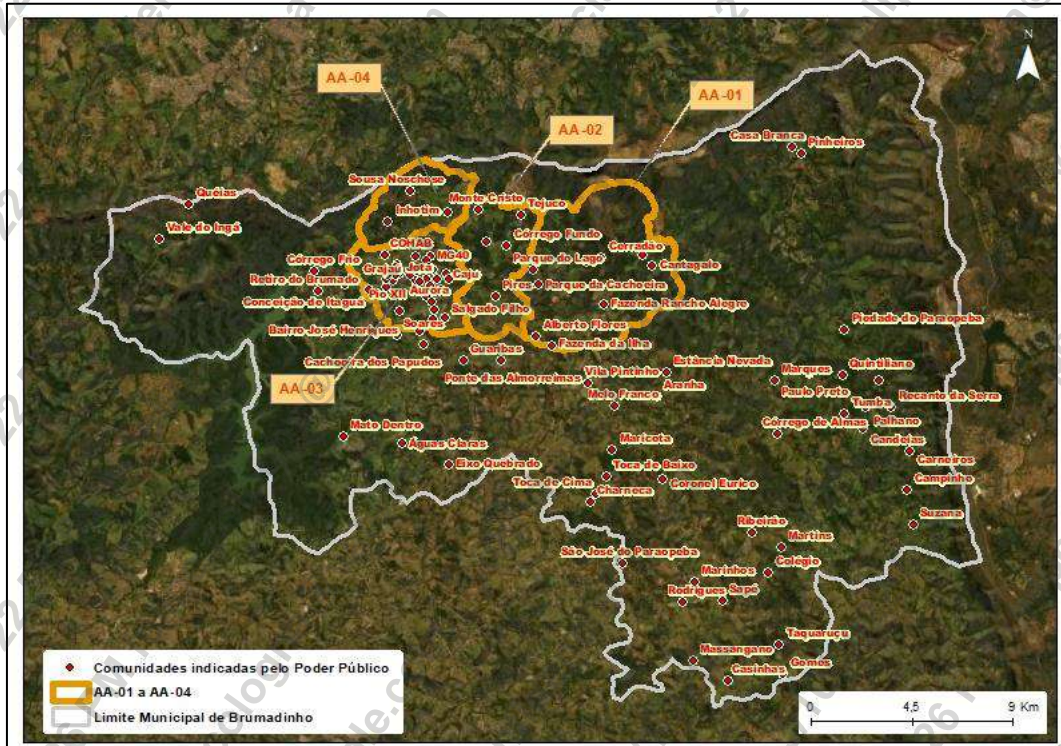 N
AA-04
AA-01
AA-02
Casa Branca
Pinheiros
Sousa Noschese
Quéias
Monte Cristo
Tejuco
Inhotim
Vale do Ingá
Córrego Fundo
COHAB
Cerradão
MG40
Córrego Frio
Parque do Lago
Cantagalo
Grajaú
Jota
Caju
Retiro do Brumado
Pires
Parque da Cachoeira
Aurora
Pio XII
Conceição de Itagua
Salgado Filho
Fazenda Rancho Alegre
Soares
Alberto Flores
Bairro José Henriques
Piedade do Paraopeba
Fazenda da Ilha
Guaribas
Cachoeira dos Papudos
Estância Nevada
Marques
Quintiliano
Vila Pintinho
Ponte das Almorreimas
Aranha
AA-03
Paulo Preto
Recanto da Serra
Melo Franco
Tumba
Mato Dentro
Córrego de Almas
Palhano
Águas Claras
Maricota
Candeias
Carneiros
Eixo Quebrado
Toca de Baixo
Toca de Cima
Coronel Eurico
Campinho
Charneca
Suzana
Ribeirão
Martins
São José do Paraopeba
Colégio
Marinhos
Rodrigues
Sapé
Taquaruçu
Massangano
Gomes
Casinhas
Comunidades indicadas pelo Poder Público
AA-01 a AA-04
Limite Municipal de Brumadinho
0 4,5 9 Km